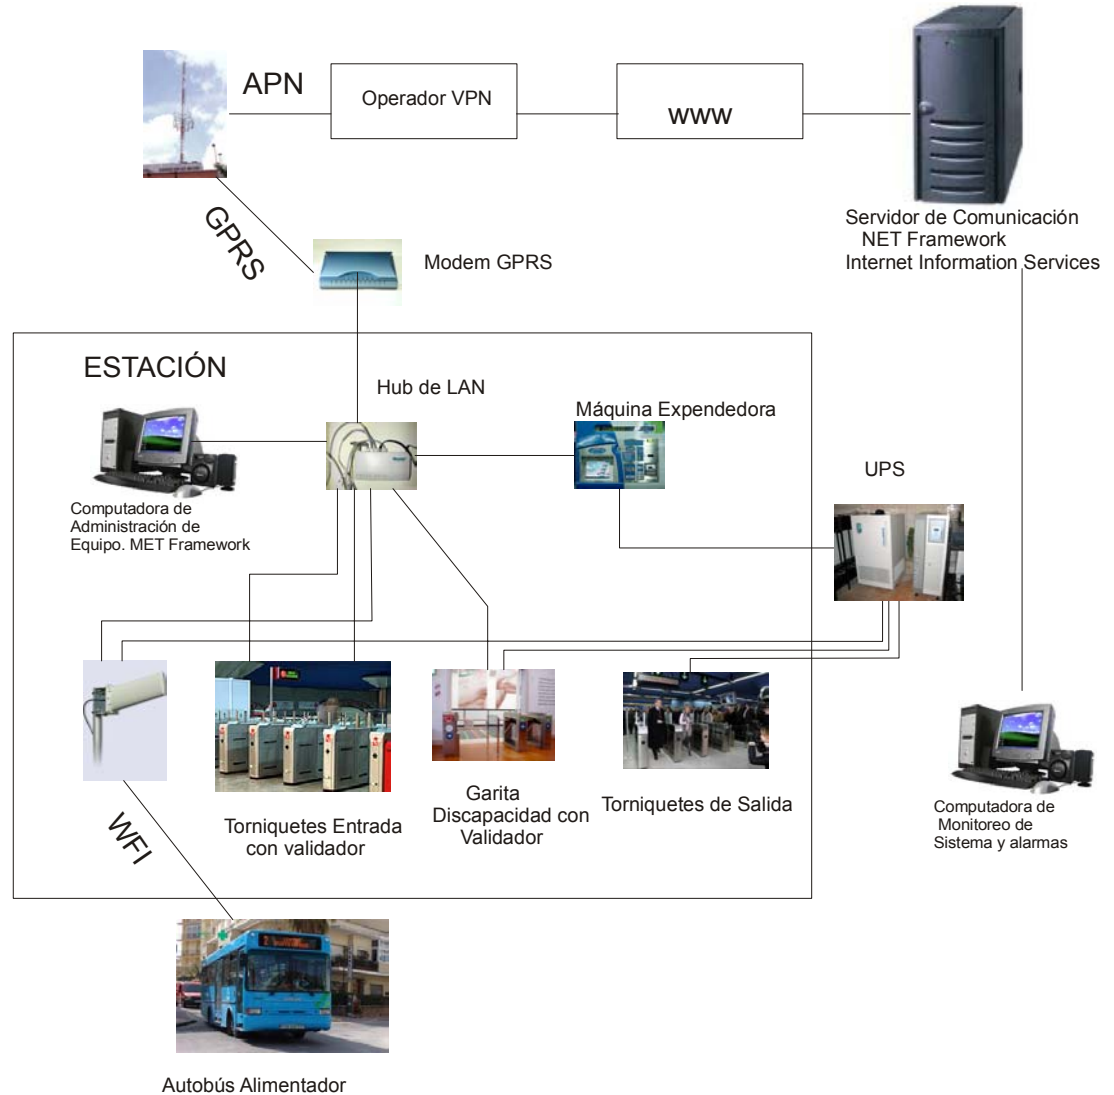 APN
Operador VPN
www
Servidor de Comunicación
NET Framework
Internet Information Services
GPRS
Modem GPRS
ESTACIÓN
Hub de LAN
Máquina Expendedora
UPS
Computadora de
Administración de
Equipo. MET Framework
WFI
Torniquetes Entrada
con validador
Garita
Discapacidad con
Validador
Torniquetes de Salida
Computadora de
Monitoreo de
Sistema y alarmas
Autobús Alimentador